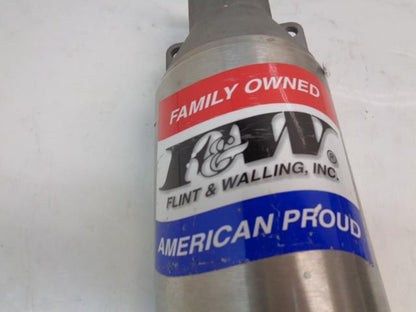 FAMILY OWNED
F&W®
FLINT & WALLING, INC.
AMERICAN PROUD